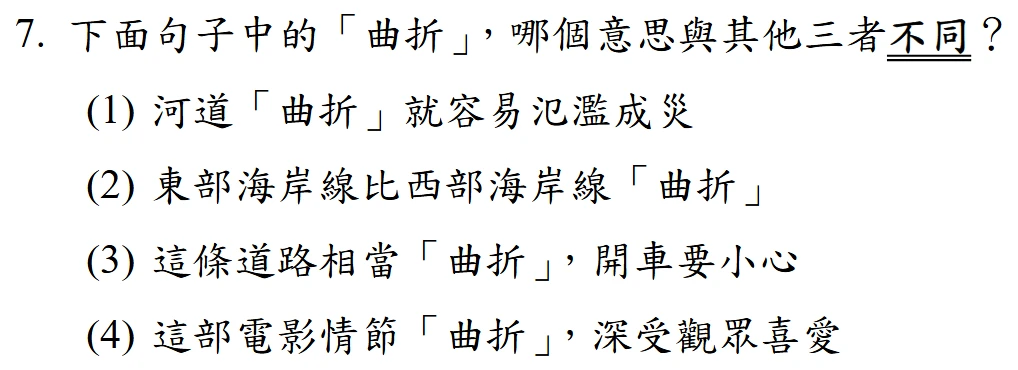 7. 下面句子中的「曲折」，哪個意思與其他三者不同？
(1) 河道「曲折」就容易氾濫成災
(2) 東部海岸線比西部海岸線「曲折」
(3) 這條道路相當「曲折」，開車要小心
(4) 這部電影情節「曲折」，深受觀眾喜愛